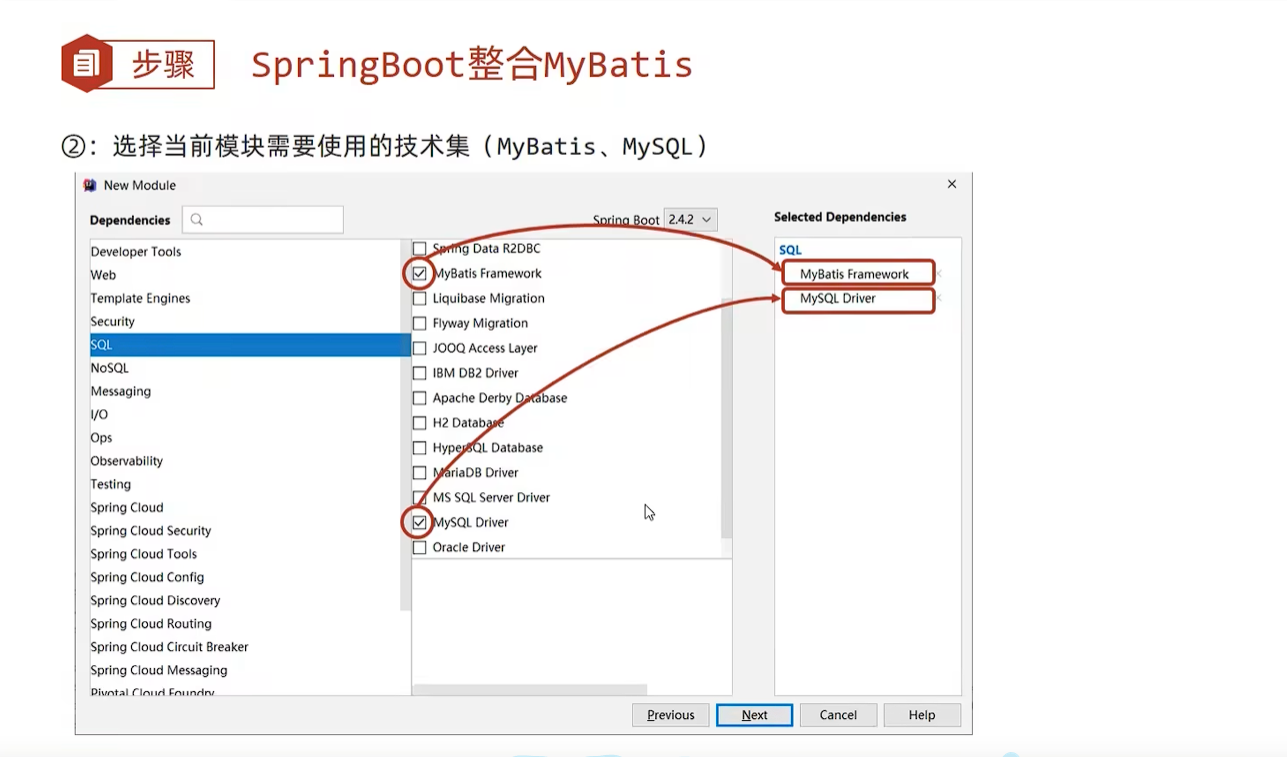 步骤
SpringBoot整合MyBatis
②：选择当前模块需要使用的技术集（MyBatis、MySQL）
New Module
Dependencies
Spring Boot 2.4.2
Selected Dependencies
Developer Tools
Web
Template Engines
Security
SQL
NoSQL
Messaging
I/O
Ops
Observability
Testing
Spring Cloud
Spring Cloud Security
Spring Cloud Tools
Spring Cloud Config
Spring Cloud Discovery
Spring Cloud Routing
Spring Cloud Circuit Breaker
Spring Cloud Messaging
Pivotal Cloud Foundry
Spring Data R2DBC
MyBatis Framework
Liquibase Migration
Flyway Migration
JOOQ Access Layer
IBM DB2 Driver
Apache Derby Database
H2 Database
HyperSQL Database
MariaDB Driver
MS SQL Server Driver
MySQL Driver
Oracle Driver
SQL
MyBatis Framework
MySQL Driver
Previous
Next
Cancel
Help